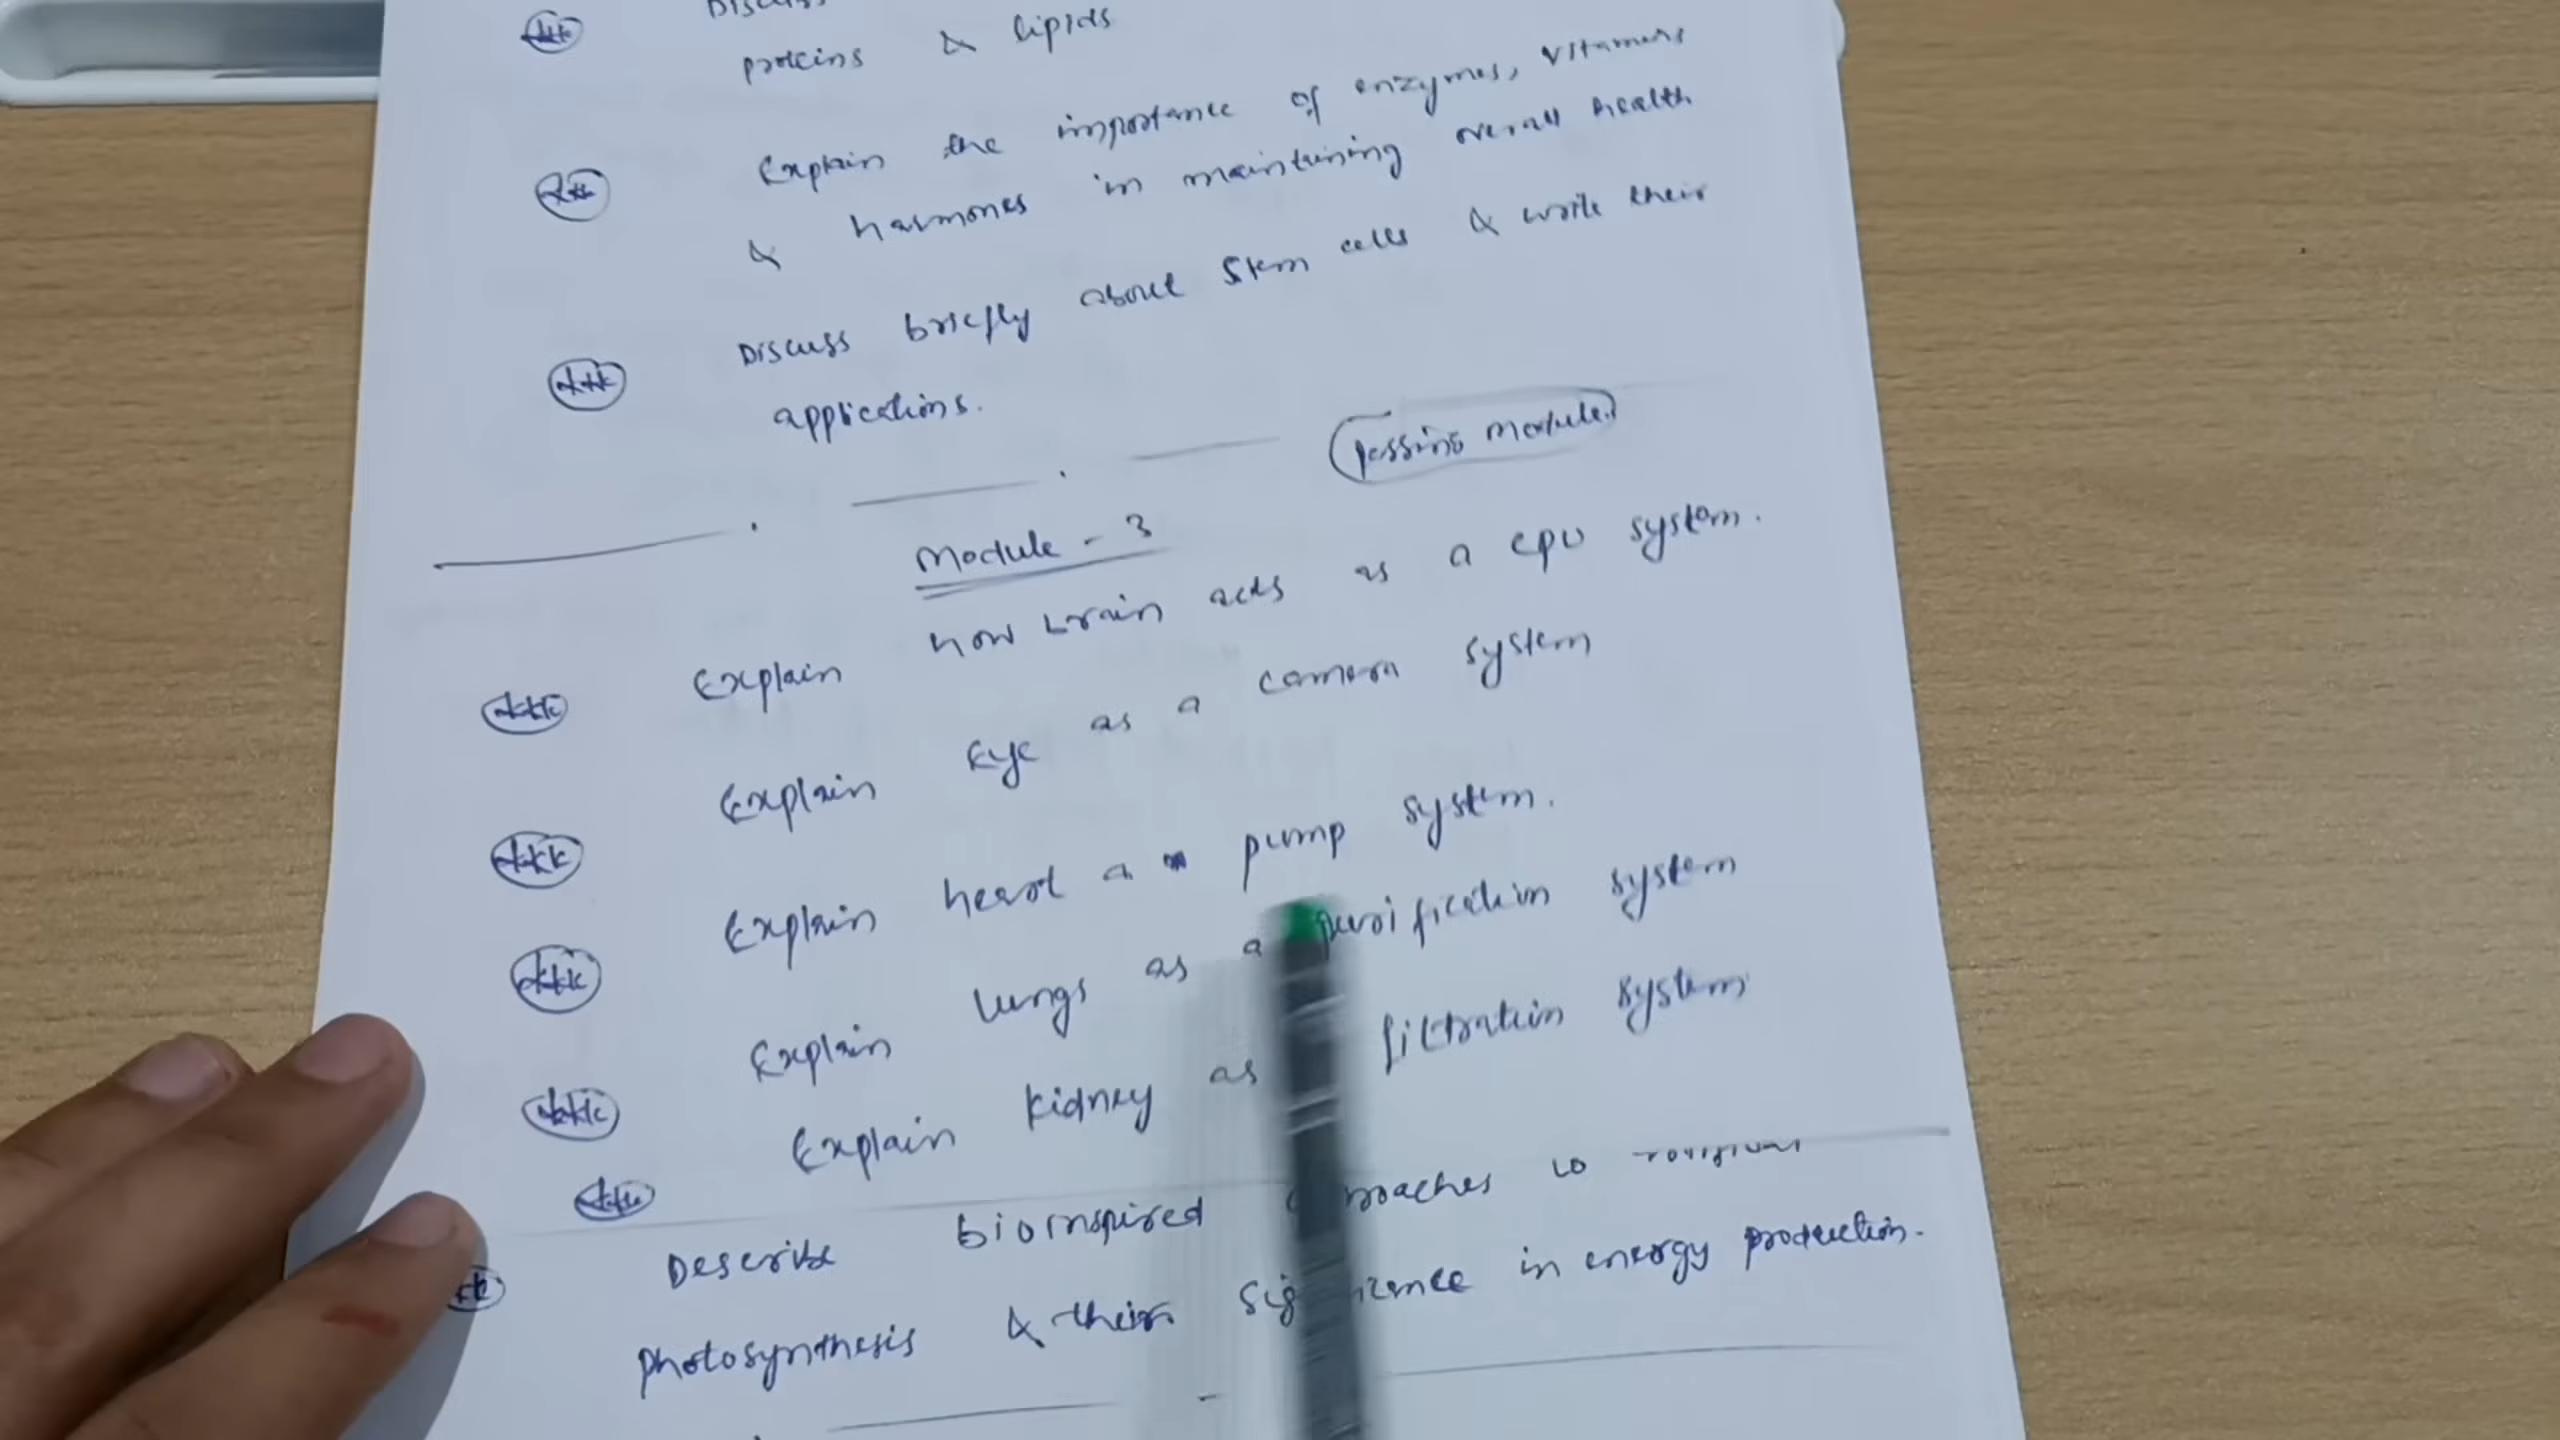 Discuss
proteins & lipids
Explain the importance of enzymes, vitamins
& harmones in maintaining overall health
Discuss briefly about Stem cells & write their
applications.
Passing module
Module - 3
Explain how brain acts as a CPU system.
Explain Eye as a camera system
Explain heart a pump system.
Explain lungs as a purification system
Explain kidney as filtration system
Describe bioinspired to
photosynthesis & their in energy production.